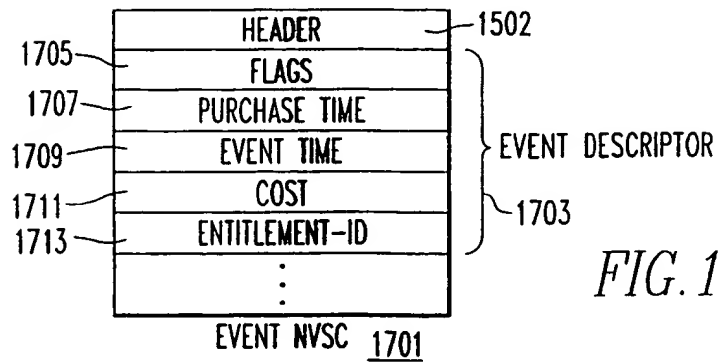 HEADER 1502
1705 FLAGS
1707 PURCHASE TIME
1709 EVENT TIME EVENT DESCRIPTOR
1711 COST 1703
1713 ENTITLEMENT-ID
FIG. 1
EVENT NVSC 1701